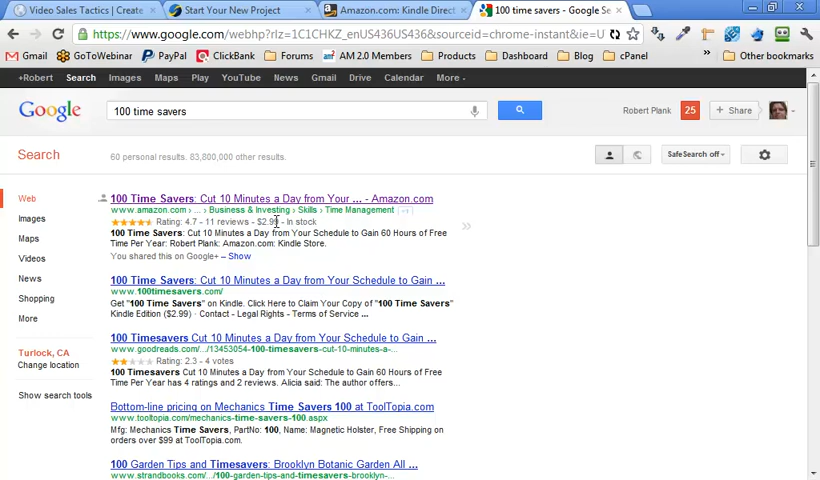 Video Sales Tactics | Create
Start Your New Project
Amazon.com: Kindle Direct
100 time savers - Google Se
https://www.google.com/webhp?rlz=1C1CHKZ_enUS436US436&sourceid=chrome-instant&ie=U
Gmail GoToWebinar PayPal ClickBank Forums AM 2.0 Members Products Dashboard Blog cPanel » Other bookmarks
+Robert Search Images Maps Play YouTube News Gmail Drive Calendar More -
Google 100 time savers Robert Plank 25 + Share
Search 60 personal results. 83,800,000 other results. SafeSearch off
Web
Images
Maps
Videos
News
Shopping
More
Turlock, CA
Change location
Show search tools
100 Time Savers: Cut 10 Minutes a Day from Your ... - Amazon.com
www.amazon.com › ... › Business & Investing › Skills › Time Management
Rating: 4.7 - 11 reviews - $2.99 - In stock
100 Time Savers: Cut 10 Minutes a Day from Your Schedule to Gain 60 Hours of Free
Time Per Year: Robert Plank: Amazon.com: Kindle Store.
You shared this on Google+ – Show
100 Time Savers: Cut 10 Minutes a Day from Your Schedule to Gain ...
www.100timesavers.com/
Get "100 Time Savers" on Kindle. Click Here to Claim Your Copy of "100 Time Savers"
Kindle Edition ($2.99) · Contact - Legal Rights - Terms of Service ...
100 Timesavers Cut 10 Minutes a Day from Your Schedule to Gain ...
www.goodreads.com/.../13453054-100-timesavers-cut-10-minutes-a-...
Rating: 2.3 - 4 votes
100 Timesavers Cut 10 Minutes a Day from Your Schedule to Gain 60 Hours of Free
Time Per Year has 4 ratings and 2 reviews. Alicia said: The author offers...
Bottom-line pricing on Mechanics Time Savers 100 at ToolTopia.com
www.tooltopia.com/mechanics-time-savers-100.aspx
Mfg: Mechanics Time Savers, PartNo: 100, Name: Magnetic Holster, Free Shipping on
orders over $99 at ToolTopia.com.
100 Garden Tips and Timesavers: Brooklyn Botanic Garden All ...
www.strandbooks.com/.../100-garden-tips-and-timesavers-brooklyn-...